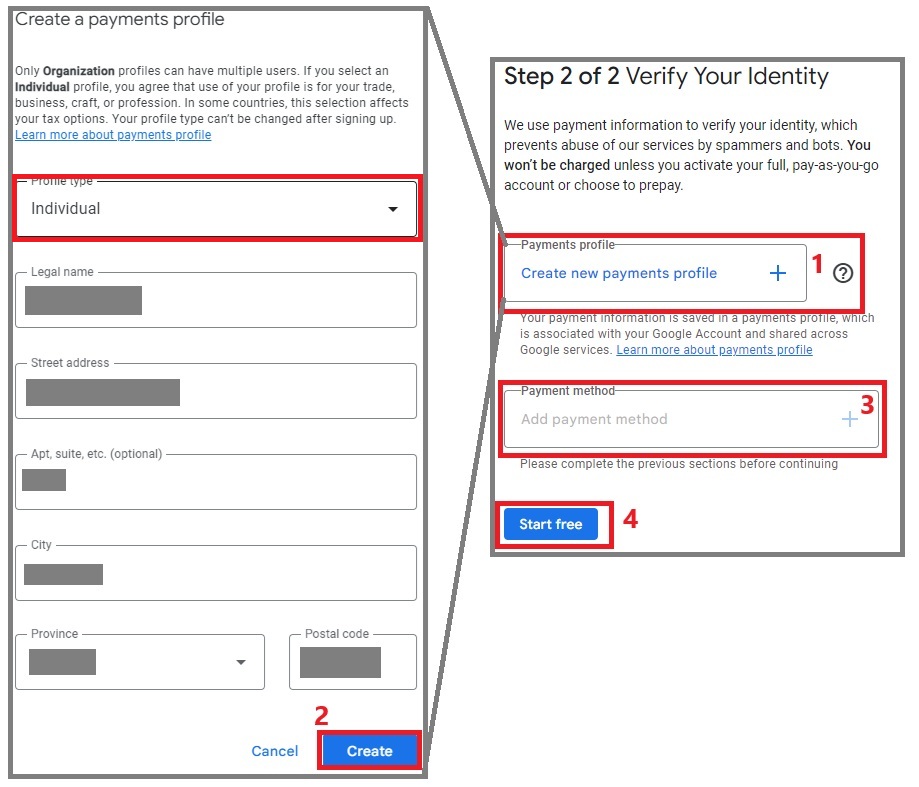 Create a payments profile
Only Organization profiles can have multiple users. If you select an
Individual profile, you agree that use of your profile is for your trade,
business, craft, or profession. In some countries, this selection affects
your tax options. Your profile type can't be changed after signing up.
Learn more about payments profile
Profile type
Individual
Legal name
Street address
Apt, suite, etc. (optional)
City
Province
Postal code
2
Cancel
Create
Step 2 of 2 Verify Your Identity
We use payment information to verify your identity, which
prevents abuse of our services by spammers and bots. You
won't be charged unless you activate your full, pay-as-you-go
account or choose to prepay.
Payments profile
Create new payments profile
+
1
?
Your payment information is saved in a payments profile, which
is associated with your Google Account and shared across
Google services. Learn more about payments profile
Payment method
Add payment method
+
3
Please complete the previous sections before continuing
Start free
4